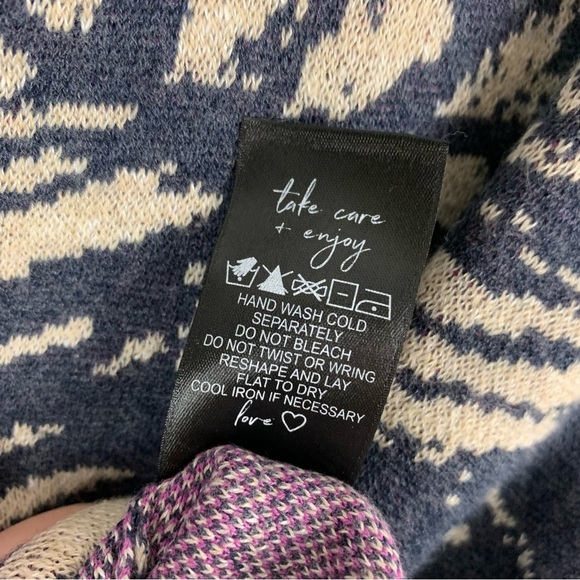 take care
+ enjoy
HAND WASH COLD
SEPARATELY
DO NOT BLEACH
DO NOT TWIST OR WRING
RESHAPE AND LAY
FLAT TO DRY
COOL IRON IF NECESSARY
love ♡